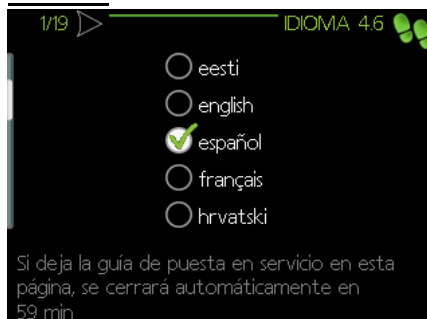 1/19 IDIOMA 4.6
eesti
english
español
français
hrvatski
Si deja la guía de puesta en servicio en esta
página, se cerrará automáticamente en
59 min